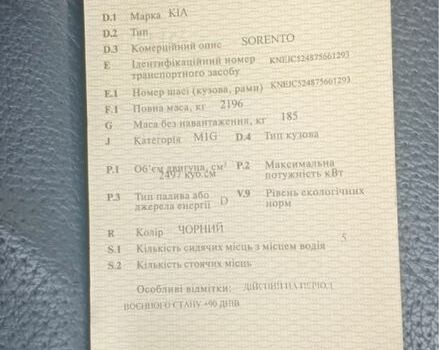 D.1 Марка KIA
D.2 Тип
D.3 Комерційний опис SORENTO
E Ідентифікаційний номер транспортного засобу KNEJC524875661293
E.1 Номер шасі (кузова, рами) KNEJC524875661293
F.1 Повна маса, кг 2196
G Маса без навантаження, кг 185
J Категорія M1G D.4 Тип кузова
P.1 Об'єм двигуна, см³ 2497 куб.см P.2 Максимальна потужність кВт
P.3 Тип палива або джерела енергії D V.9 Рівень екологічних норм
R Колір ЧОРНИЙ
S.1 Кількість сидячих місць з місцем водія 5
S.2 Кількість стоячих місць
Особливі відмітки: ДІЙСНИЙ НА ПЕРІОД
ВОЄННОГО СТАНУ +90 ДНІВ